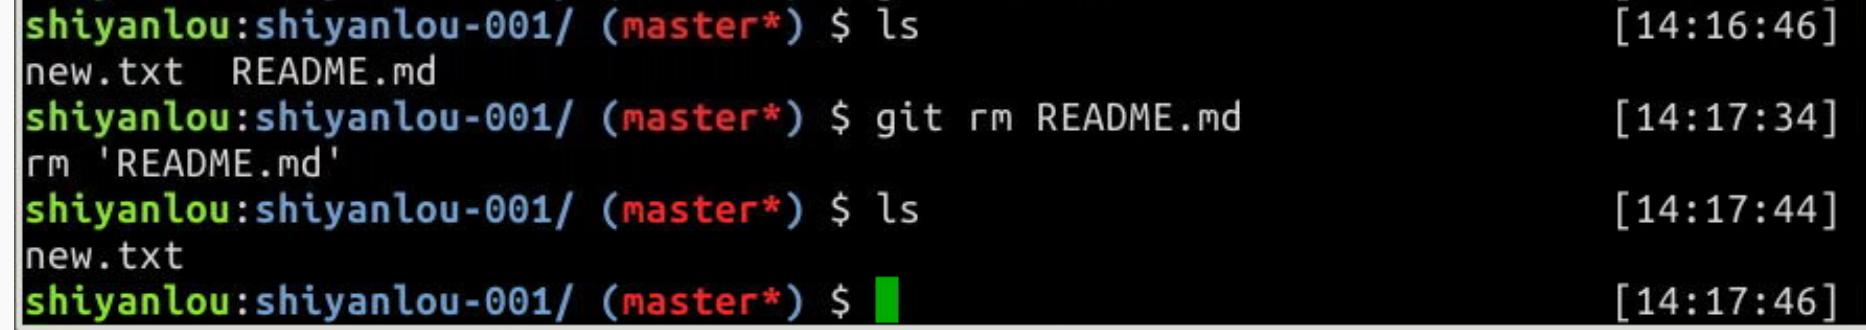 shiyanlou:shiyanlou-001/ (master*) $ ls [14:16:46]
new.txt  README.md
shiyanlou:shiyanlou-001/ (master*) $ git rm README.md [14:17:34]
rm 'README.md'
shiyanlou:shiyanlou-001/ (master*) $ ls [14:17:44]
new.txt
shiyanlou:shiyanlou-001/ (master*) $ [14:17:46]